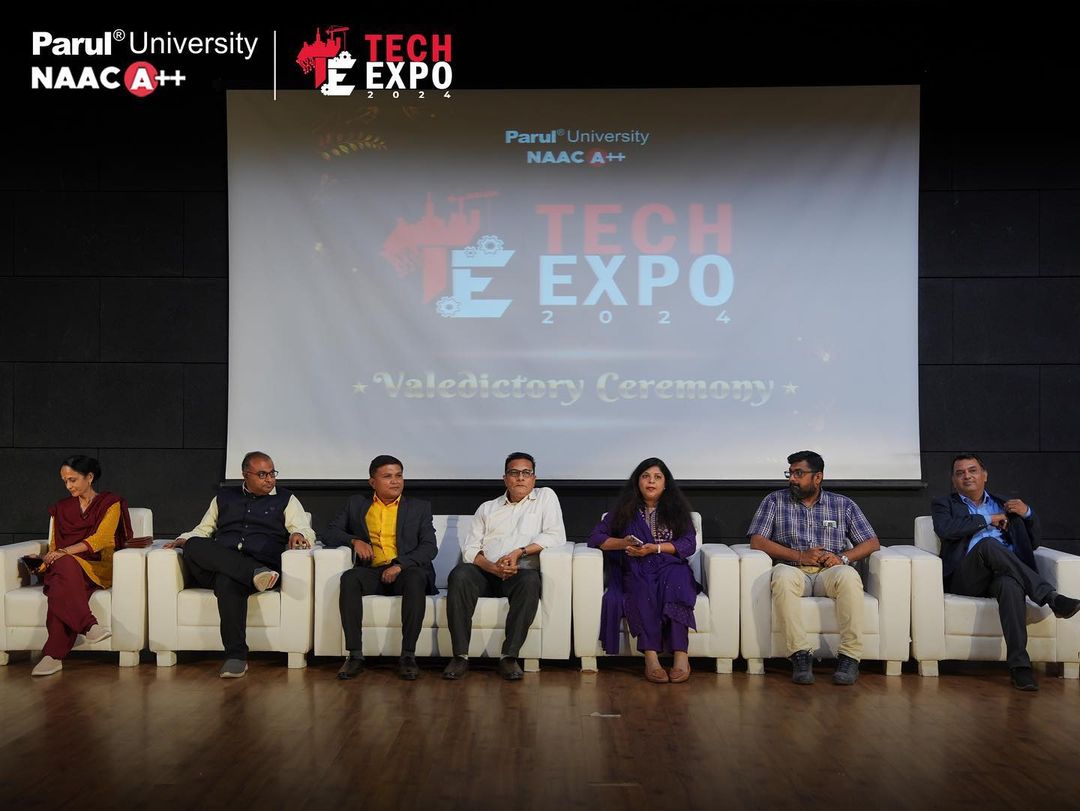 Parul® University
NAAC A++
TECH
EXPO
2024
Parul® University
NAAC A++
TECH
EXPO
2024
Valedictory Ceremony